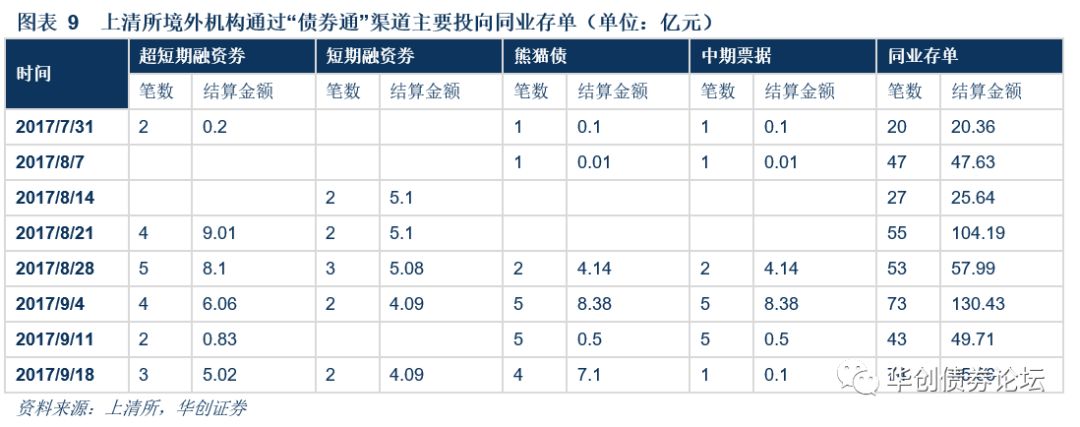 图表 9 上清所境外机构通过“债券通”渠道主要投向同业存单（单位：亿元）
时间 超短期融资券 短期融资券 熊猫债 中期票据 同业存单
笔数 结算金额 笔数 结算金额 笔数 结算金额 笔数 结算金额 笔数 结算金额
2017/7/31 2 0.2 1 0.1 1 0.1 20 20.36
2017/8/7 1 0.01 1 0.01 47 47.63
2017/8/14 2 5.1 27 25.64
2017/8/21 4 9.01 2 5.1 55 104.19
2017/8/28 5 8.1 3 5.08 2 4.14 2 4.14 53 57.99
2017/9/4 4 6.06 2 4.09 5 8.38 5 8.38 73 130.43
2017/9/11 2 0.83 5 0.5 5 0.5 43 49.71
2017/9/18 3 5.02 2 4.09 4 7.1 1 0.1
华创债券论坛
资料来源：上清所，华创证券